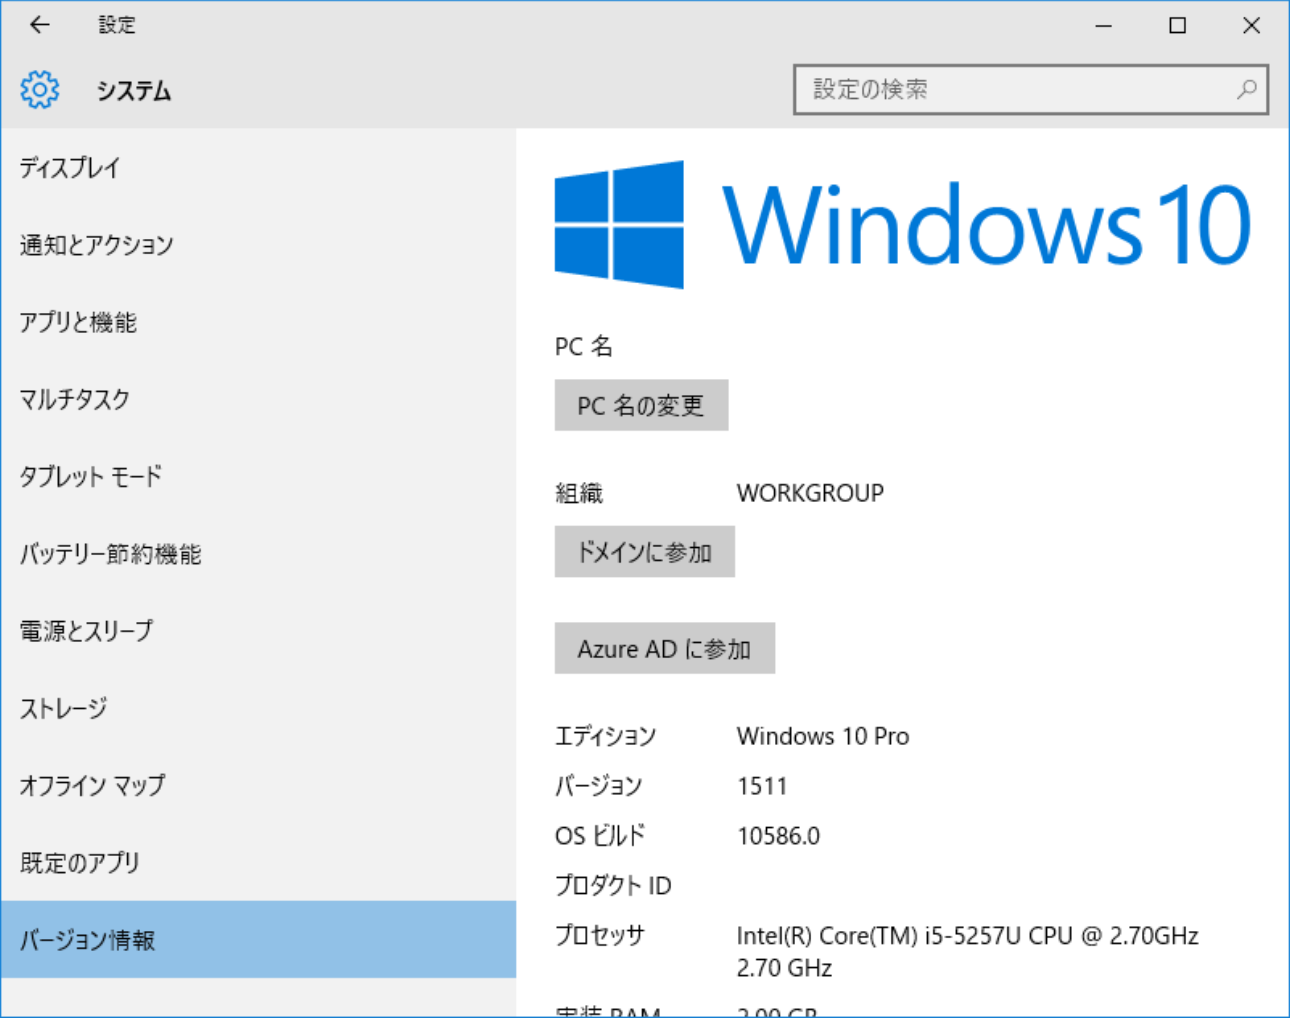 設定
システム
設定の検索
ディスプレイ
通知とアクション
アプリと機能
マルチタスク
タブレット モード
バッテリー節約機能
電源とスリープ
ストレージ
オフライン マップ
既定のアプリ
バージョン情報
Windows 10
PC 名
PC 名の変更
組織 WORKGROUP
ドメインに参加
Azure AD に参加
エディション Windows 10 Pro
バージョン 1511
OS ビルド 10586.0
プロダクト ID
プロセッサ Intel(R) Core(TM) i5-5257U CPU @ 2.70GHz
2.70 GHz
実装 RAM 2.00 GB